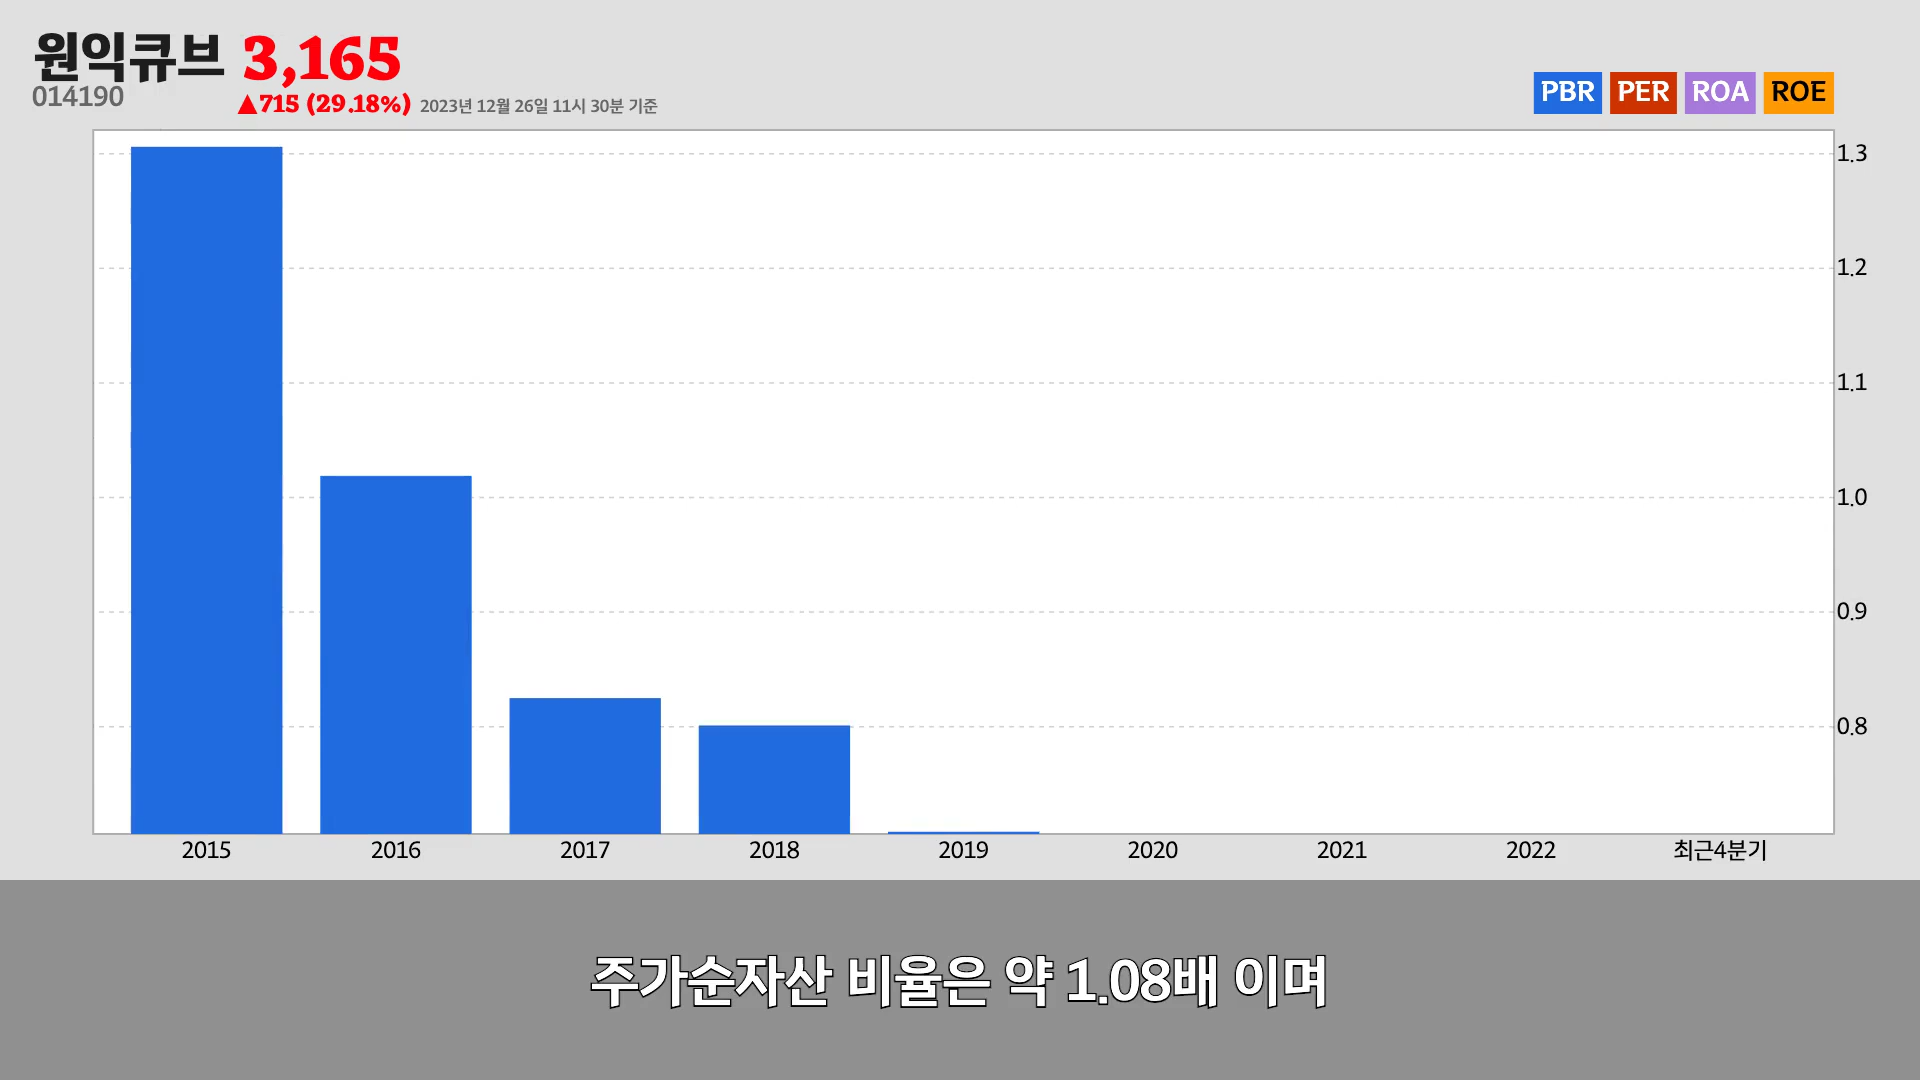 원익큐브 3,165
014190
▲715 (29.18%) 2023년 12월 26일 11시 30분 기준
PBR PER ROA ROE
1.3
1.2
1.1
1.0
0.9
0.8
2015 2016 2017 2018 2019 2020 2021 2022 최근4분기
주가순자산 비율은 약 1.08배 이며